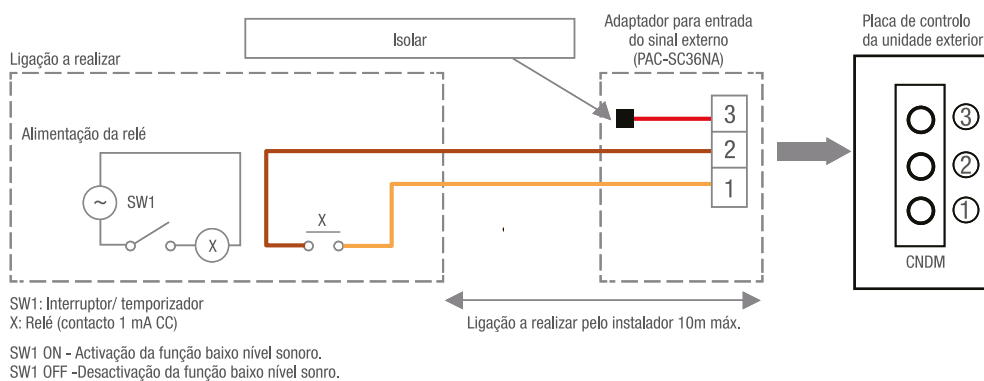 Isolar
Adaptador para entrada
do sinal externo
(PAC-SC36NA)
Placa de controlo
da unidade exterior
Ligação a realizar
Alimentação da relé
SW1
X
X
3
2
1
3
2
1
CNDM
SW1: Interruptor/ temporizador
X: Relé (contacto 1 mA CC)
Ligação a realizar pelo instalador 10m máx.
SW1 ON - Activação da função baixo nível sonoro.
SW1 OFF -Desactivação da função baixo nível sonro.